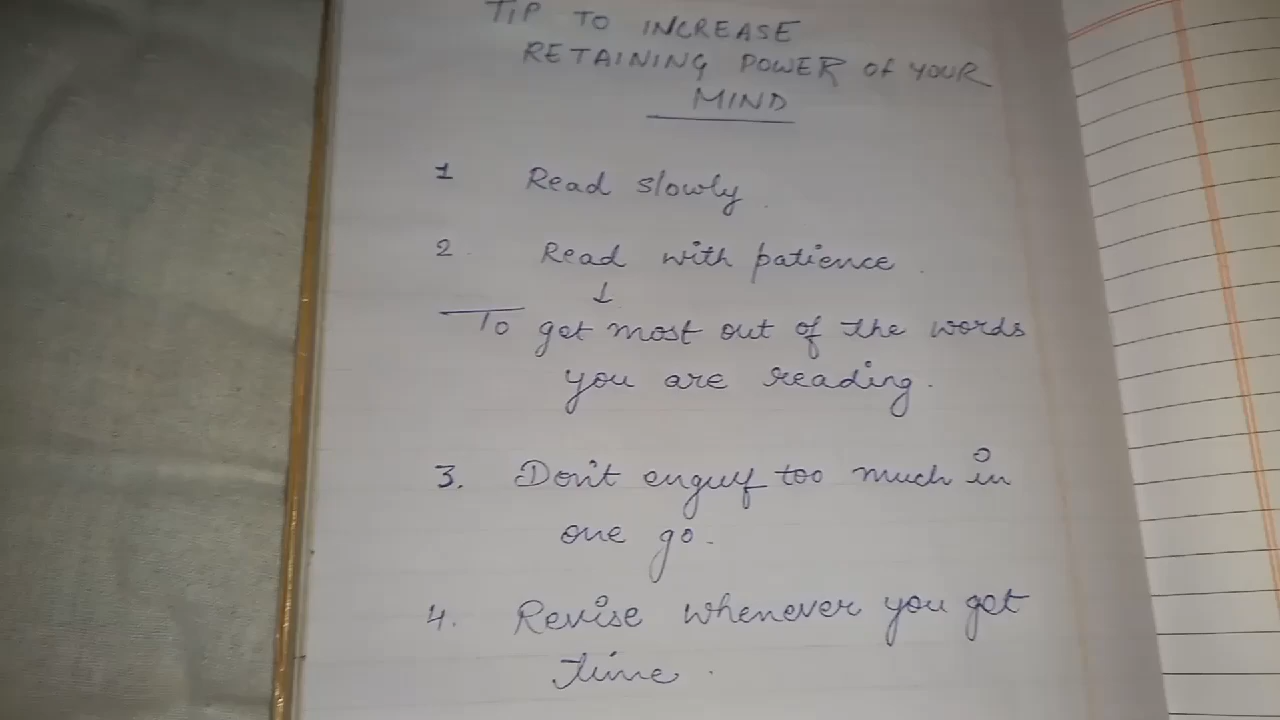 TIP TO INCREASE
RETAINING POWER OF YOUR
MIND
1 Read slowly.
2. Read with patience.
↓
To get most out of the words
you are reading.
3. Don't enguf too much in
one go.
4. Revise whenever you get
time.